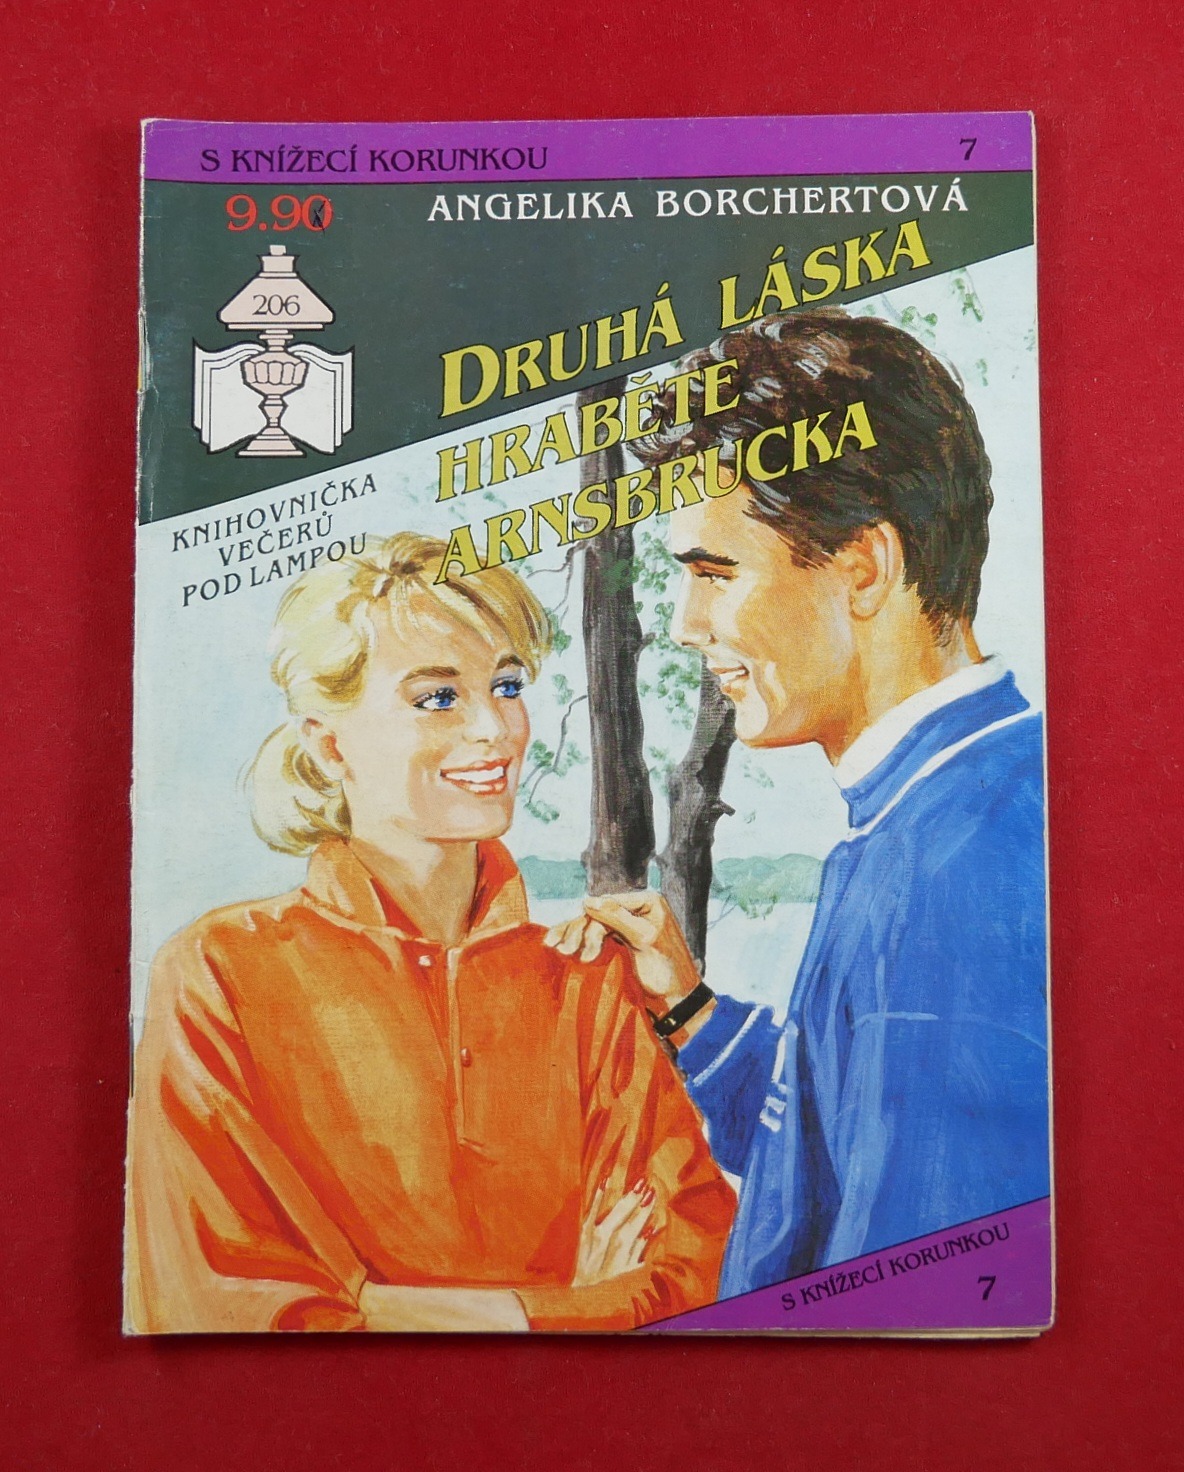 S KNÍŽECÍ KORUNKOU 7
9.90
ANGELIKA BORCHERTOVÁ
206
DRUHÁ LÁSKA
HRABĚTE
ARNSBRUCKA
KNIHOVNIČKA
VEČERŮ
POD LAMPOU
S KNÍŽECÍ KORUNKOU
7